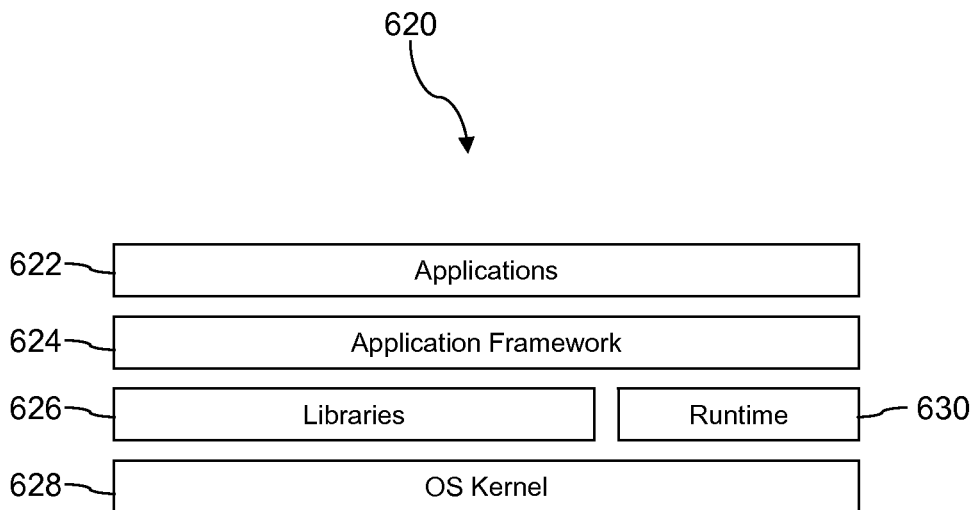 620
622 Applications
624 Application Framework
626 Libraries Runtime 630
628 OS Kernel